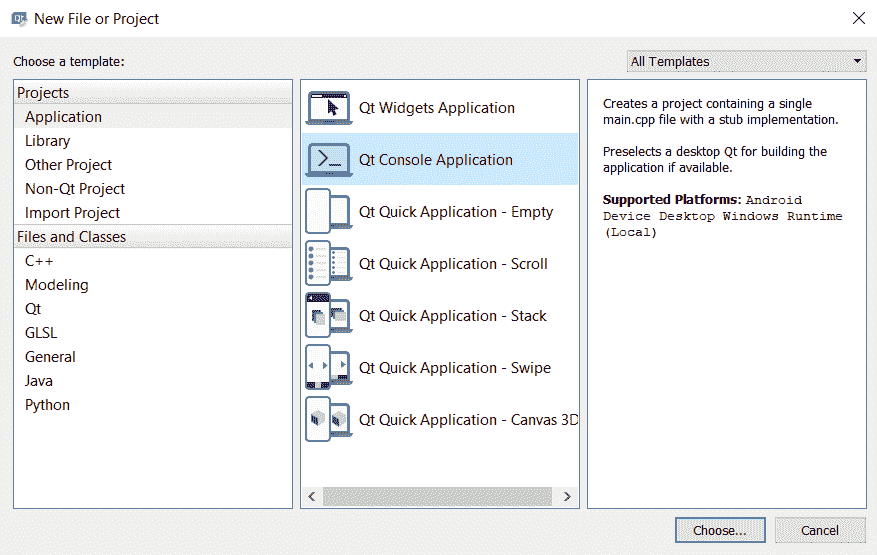 New File or Project
Choose a template:
All Templates
Projects
Application
Library
Other Project
Non-Qt Project
Import Project
Files and Classes
C++
Modeling
Qt
GLSL
General
Java
Python
Qt Widgets Application
Qt Console Application
Qt Quick Application - Empty
Qt Quick Application - Scroll
Qt Quick Application - Stack
Qt Quick Application - Swipe
Qt Quick Application - Canvas 3D
Creates a project containing a single
main.cpp file with a stub implementation.
Preselects a desktop Qt for building the
application if available.
Supported Platforms: Android
Device Desktop Windows Runtime
(Local)
Choose...
Cancel